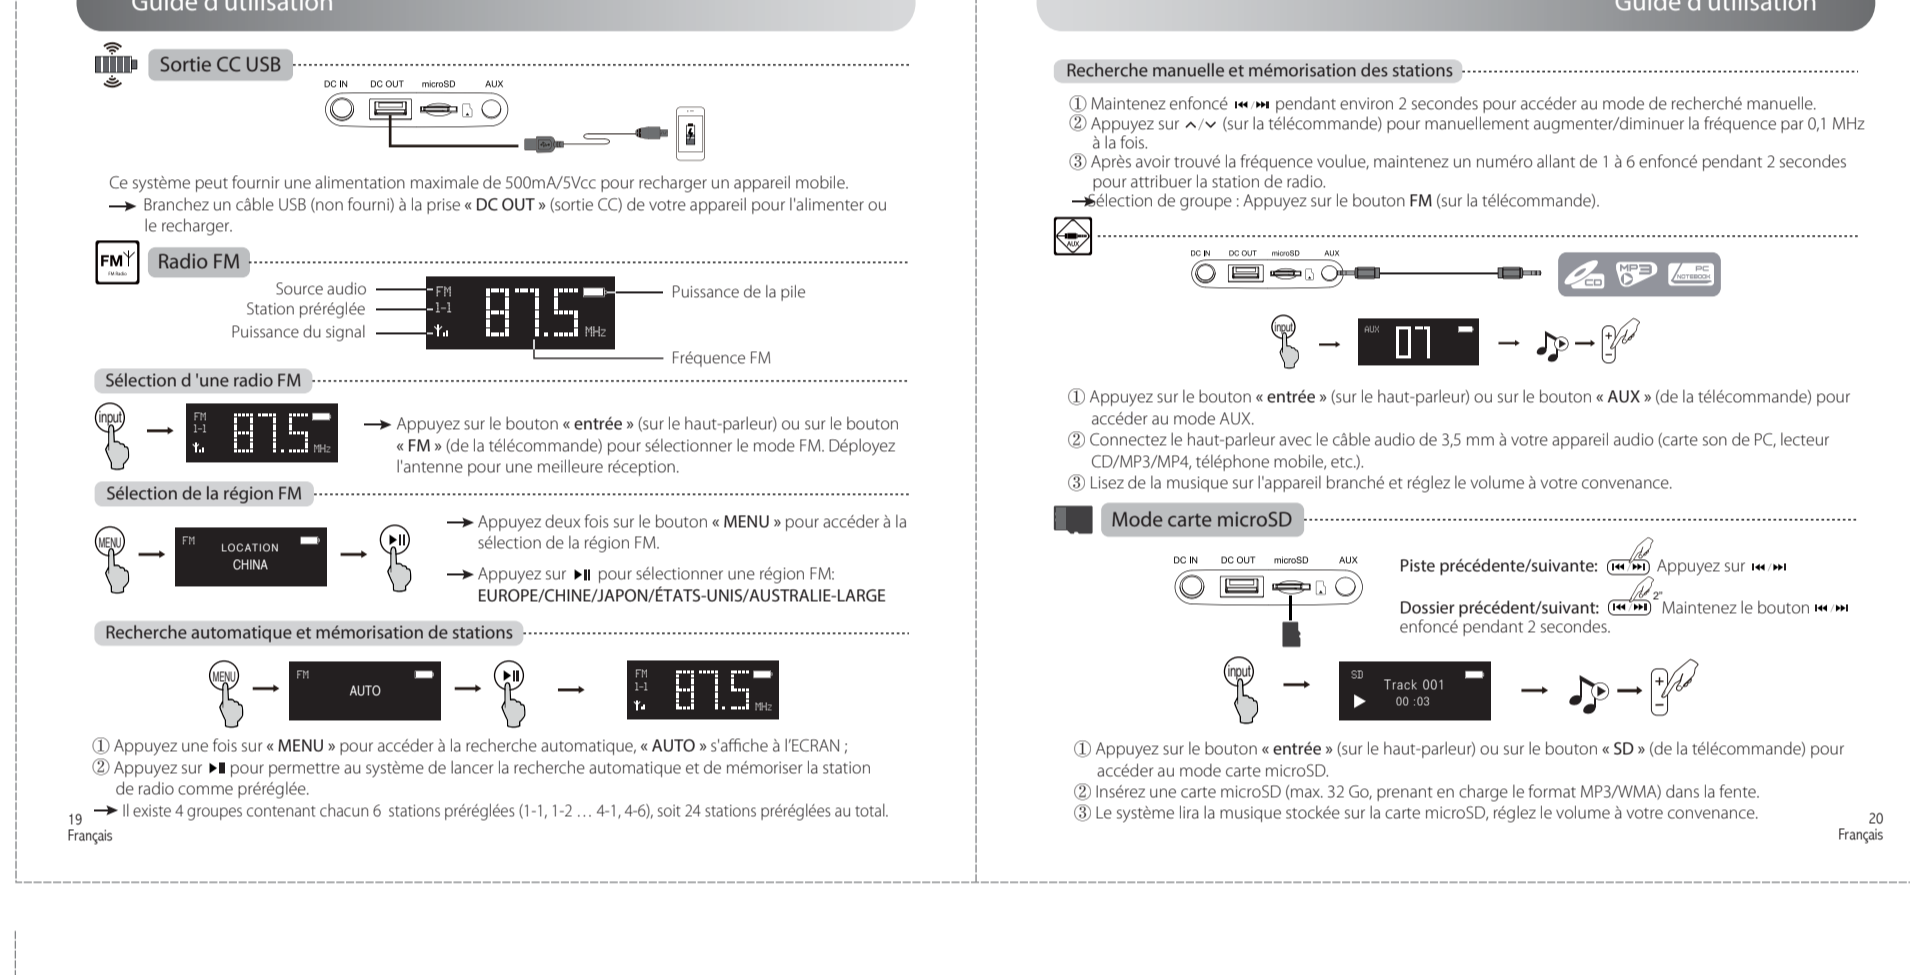 Guide d'utilisation
Sortie CC USB
DC IN DC OUT microSD AUX
Ce système peut fournir une alimentation maximale de 500mA/5Vcc pour recharger un appareil mobile.
Branchez un câble USB (non fourni) à la prise « DC OUT » (sortie CC) de votre appareil pour l'alimenter ou
le recharger.
FM
FM Radio
Radio FM
Source audio
Station préréglée
Puissance du signal
FM
1-1
87.5
MHz
Puissance de la pile
Fréquence FM
Sélection d 'une radio FM
input
FM
1-1
87.5
MHz
Appuyez sur le bouton « entrée » (sur le haut-parleur) ou sur le bouton
« FM » (de la télécommande) pour sélectionner le mode FM. Déployez
l'antenne pour une meilleure réception.
Sélection de la région FM
MENU
FM
LOCATION
CHINA
Appuyez deux fois sur le bouton « MENU » pour accéder à la
sélection de la région FM.
Appuyez sur ▶II pour sélectionner une région FM:
EUROPE/CHINE/JAPON/ÉTATS-UNIS/AUSTRALIE-LARGE
Recherche automatique et mémorisation de stations
MENU
FM
AUTO
FM
1-1
87.5
MHz
① Appuyez une fois sur « MENU » pour accéder à la recherche automatique, « AUTO » s'affiche à l'ECRAN ;
② Appuyez sur ▶II pour permettre au système de lancer la recherche automatique et de mémoriser la station
de radio comme préréglée.
Il existe 4 groupes contenant chacun 6 stations préréglées (1-1, 1-2 … 4-1, 4-6), soit 24 stations préréglées au total.
19
Français
Guide d'utilisation
Recherche manuelle et mémorisation des stations
① Maintenez enfoncé ⏮/⏭ pendant environ 2 secondes pour accéder au mode de recherché manuelle.
② Appuyez sur ∧/∨ (sur la télécommande) pour manuellement augmenter/diminuer la fréquence par 0,1 MHz
à la fois.
③ Après avoir trouvé la fréquence voulue, maintenez un numéro allant de 1 à 6 enfoncé pendant 2 secondes
pour attribuer la station de radio.
Sélection de groupe : Appuyez sur le bouton FM (sur la télécommande).
AUX
DC IN DC OUT microSD AUX
CD MP3 PC NOTEBOOK
input
AUX
07
① Appuyez sur le bouton « entrée » (sur le haut-parleur) ou sur le bouton « AUX » (de la télécommande) pour
accéder au mode AUX.
② Connectez le haut-parleur avec le câble audio de 3,5 mm à votre appareil audio (carte son de PC, lecteur
CD/MP3/MP4, téléphone mobile, etc.).
③ Lisez de la musique sur l'appareil branché et réglez le volume à votre convenance.
Mode carte microSD
DC IN DC OUT microSD AUX
Piste précédente/suivante: Appuyez sur ⏮/⏭
Dossier précédent/suivant: 2" Maintenez le bouton ⏮/⏭
enfoncé pendant 2 secondes.
input
SD
Track 001
00 :03
① Appuyez sur le bouton « entrée » (sur le haut-parleur) ou sur le bouton « SD » (de la télécommande) pour
accéder au mode carte microSD.
② Insérez une carte microSD (max. 32 Go, prenant en charge le format MP3/WMA) dans la fente.
③ Le système lira la musique stockée sur la carte microSD, réglez le volume à votre convenance.
20
Français